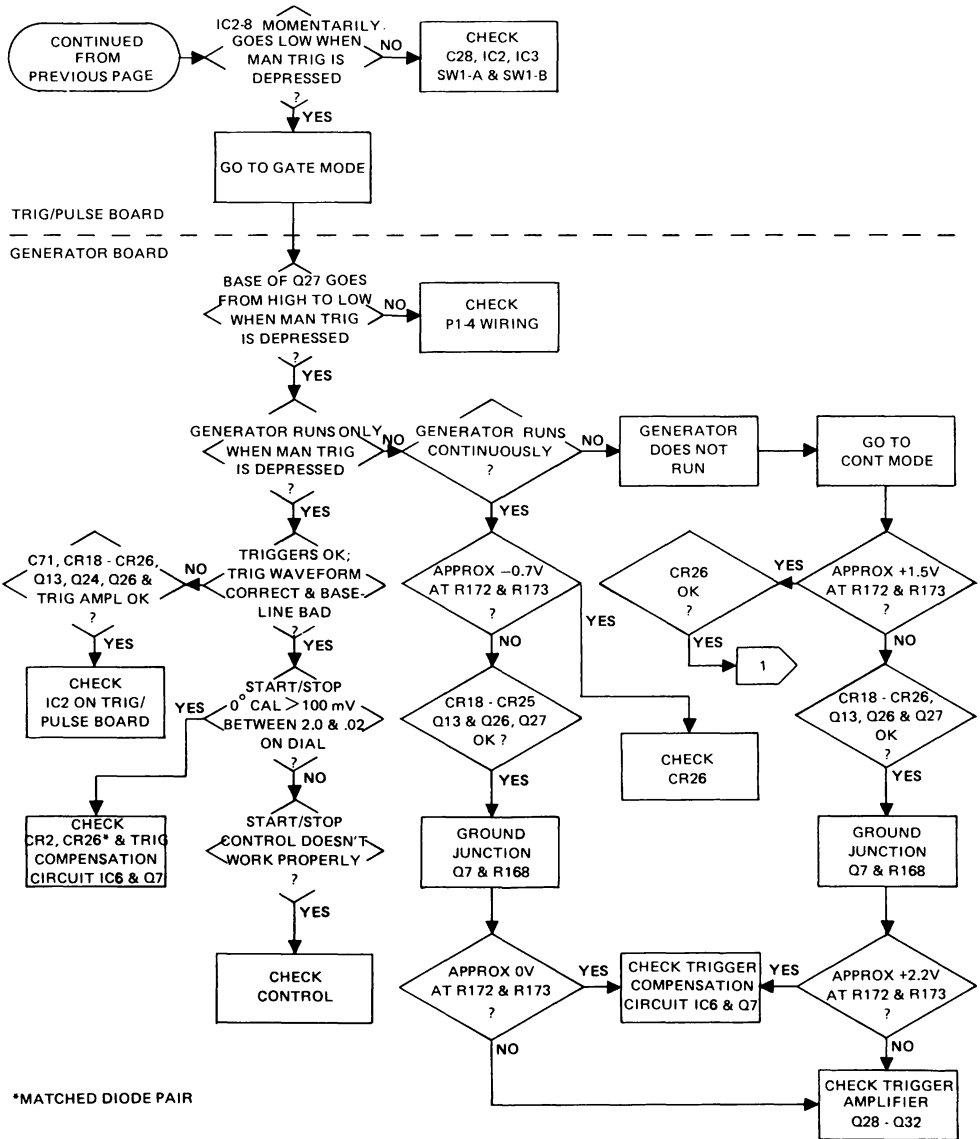 CONTINUED
FROM
PREVIOUS PAGE
IC2-8 MOMENTARILY
GOES LOW WHEN
MAN TRIG IS
DEPRESSED
?
NO
CHECK
C28, IC2, IC3
SW1-A & SW1-B
YES
GO TO GATE MODE
TRIG/PULSE BOARD
GENERATOR BOARD
BASE OF Q27 GOES
FROM HIGH TO LOW
WHEN MAN TRIG
IS DEPRESSED
?
NO
CHECK
P1-4 WIRING
YES
GENERATOR RUNS ONLY
WHEN MAN TRIG
IS DEPRESSED
?
NO
GENERATOR RUNS
CONTINUOUSLY
?
NO
GENERATOR
DOES NOT
RUN
GO TO
CONT MODE
YES
YES
C71, CR18 - CR26,
Q13, Q24, Q26 &
TRIG AMPL OK
?
NO
TRIGGERS OK;
TRIG WAVEFORM
CORRECT & BASE-
LINE BAD
?
APPROX −0.7V
AT R172 & R173
?
YES
CR26
OK
?
YES
APPROX +1.5V
AT R172 & R173
?
YES
YES
NO
YES
1
NO
CHECK
IC2 ON TRIG/
PULSE BOARD
YES
START/STOP
0° CAL > 100 mV
BETWEEN 2.0 & .02
ON DIAL
?
CR18 - CR25
Q13 & Q26, Q27
OK ?
CHECK
CR26
CR18 - CR26,
Q13, Q26 & Q27
OK
?
NO
YES
YES
CHECK
CR2, CR26* & TRIG
COMPENSATION
CIRCUIT IC6 & Q7
START/STOP
CONTROL DOESN'T
WORK PROPERLY
?
GROUND
JUNCTION
Q7 & R168
GROUND
JUNCTION
Q7 & R168
YES
CHECK
CONTROL
APPROX 0V
AT R172 & R173
?
YES
CHECK TRIGGER
COMPENSATION
CIRCUIT IC6 & Q7
YES
APPROX +2.2V
AT R172 & R173
?
NO
NO
*MATCHED DIODE PAIR
CHECK TRIGGER
AMPLIFIER
Q28 - Q32